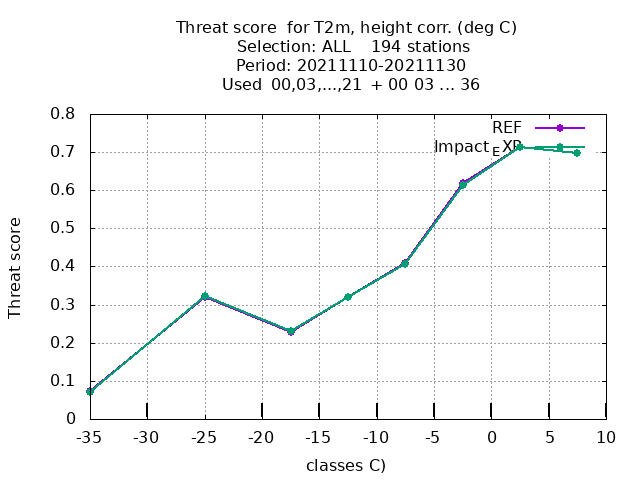 Threat score for T2m, height corr. (deg C)
Selection: ALL 194 stations
Period: 20211110-20211130
Used 00,03,...,21 + 00 03 ... 36
0.8
0.7
0.6
0.5
0.4
0.3
0.2
0.1
0
Threat score
REF
Impact_EXP
-35 -30 -25 -20 -15 -10 -5 0 5 10
classes C)